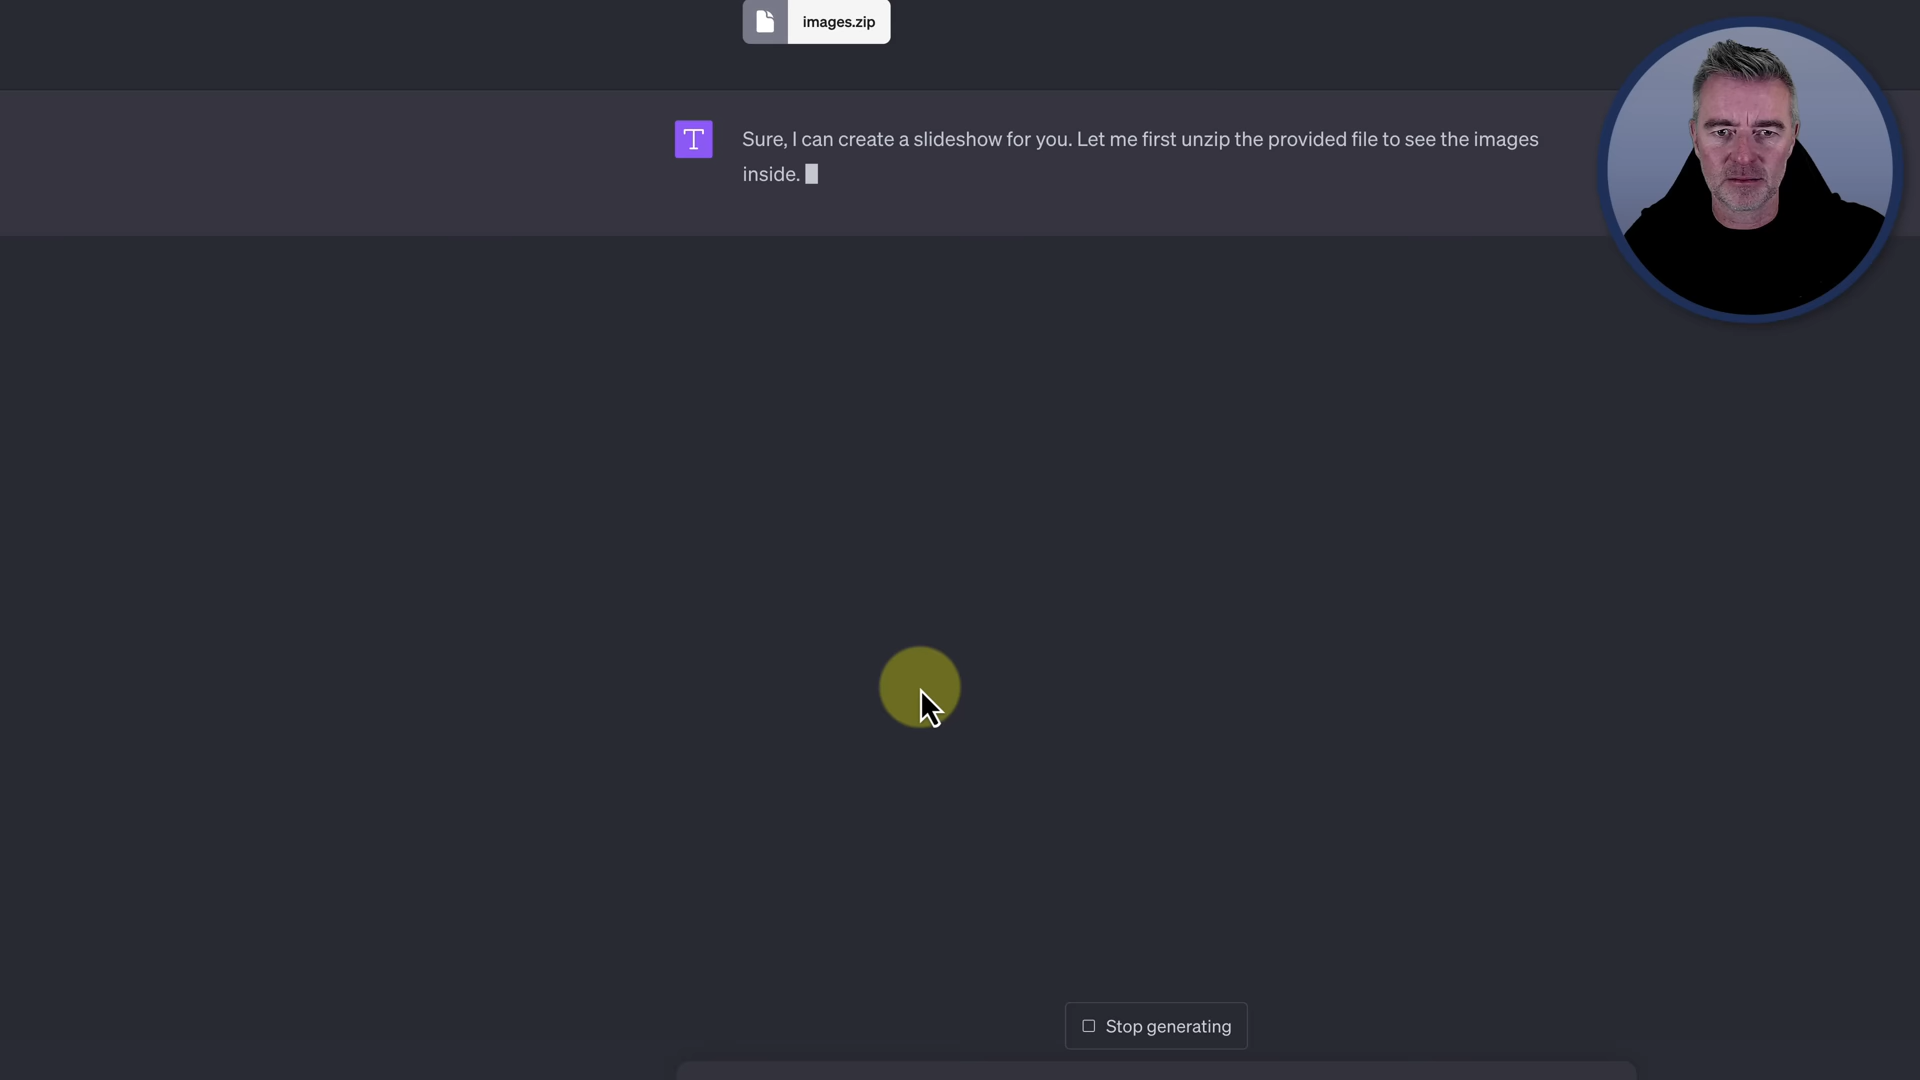 images.zip
T
Sure, I can create a slideshow for you. Let me first unzip the provided file to see the images
inside.
Stop generating